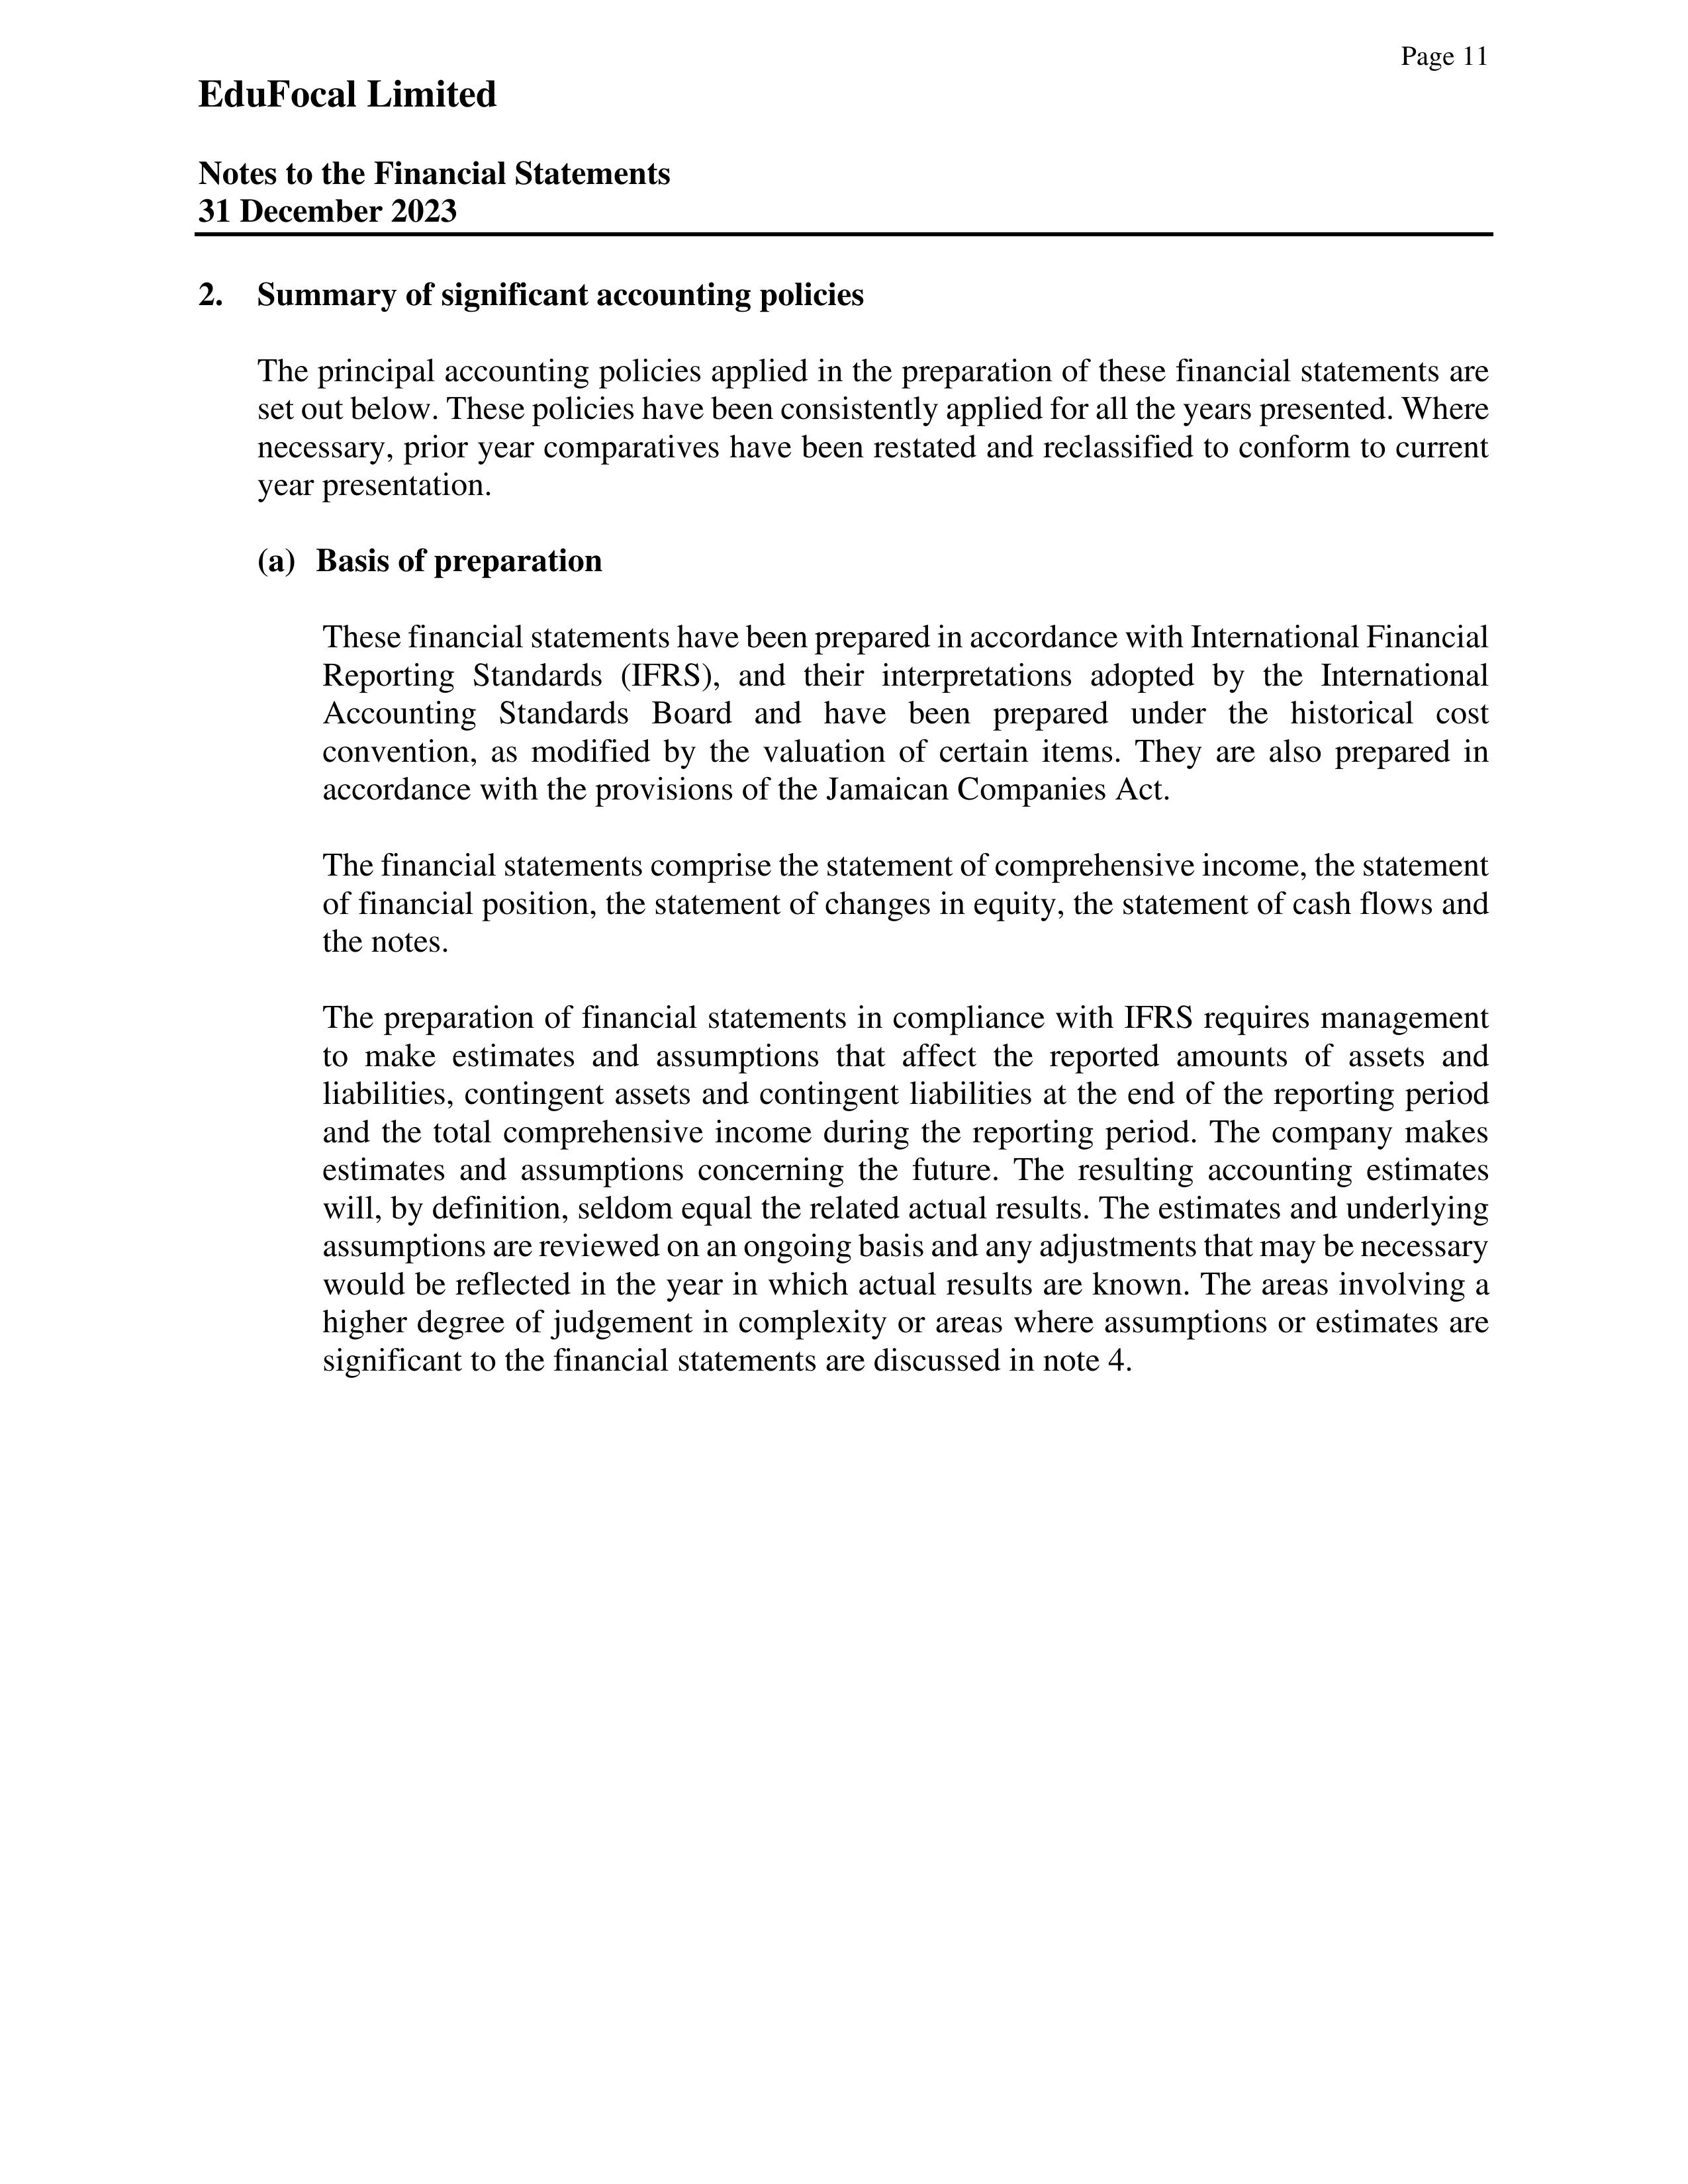 Page 11
EduFocal Limited
Notes to the Financial Statements
31 December 2023
2. Summary of significant accounting policies
The principal accounting policies applied in the preparation of these financial statements are
set out below. These policies have been consistently applied for all the years presented. Where
necessary, prior year comparatives have been restated and reclassified to conform to current
year presentation.
(a) Basis of preparation
These financial statements have been prepared in accordance with International Financial
Reporting Standards (IFRS), and their interpretations adopted by the International
Accounting Standards Board and have been prepared under the historical cost
convention, as modified by the valuation of certain items. They are also prepared in
accordance with the provisions of the Jamaican Companies Act.
The financial statements comprise the statement of comprehensive income, the statement
of financial position, the statement of changes in equity, the statement of cash flows and
the notes.
The preparation of financial statements in compliance with IFRS requires management
to make estimates and assumptions that affect the reported amounts of assets and
liabilities, contingent assets and contingent liabilities at the end of the reporting period
and the total comprehensive income during the reporting period. The company makes
estimates and assumptions concerning the future. The resulting accounting estimates
will, by definition, seldom equal the related actual results. The estimates and underlying
assumptions are reviewed on an ongoing basis and any adjustments that may be necessary
would be reflected in the year in which actual results are known. The areas involving a
higher degree of judgement in complexity or areas where assumptions or estimates are
significant to the financial statements are discussed in note 4.